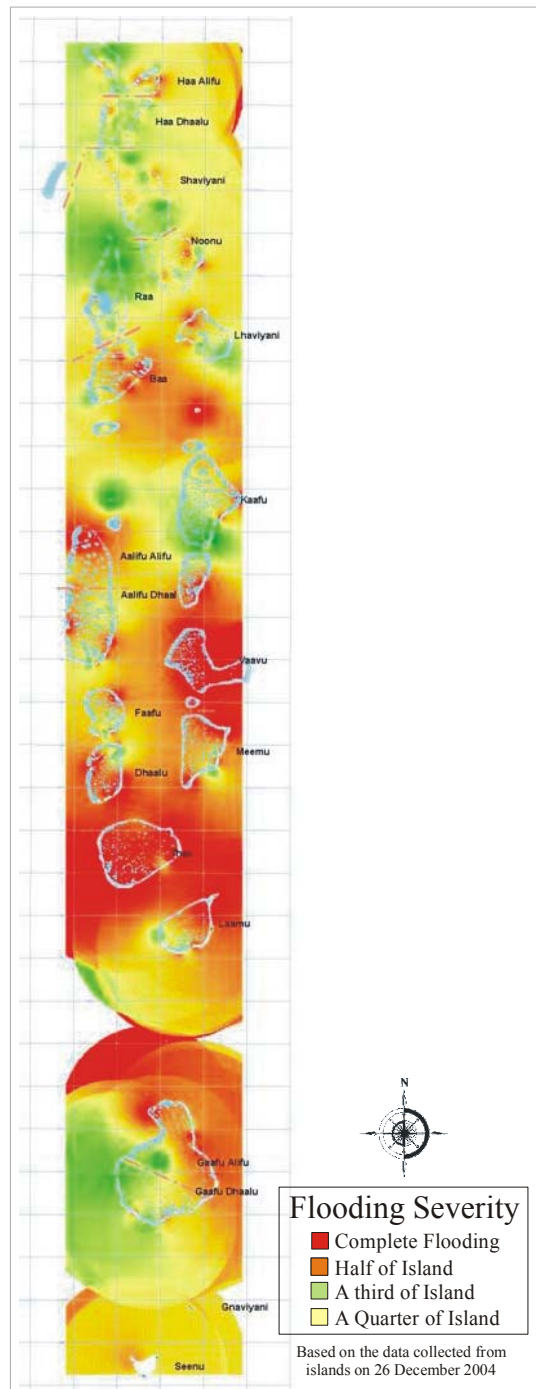 Haa Alifu
Haa Dhaalu
Shaviyani
Noonu
Raa
Lhaviyani
Baa
Kaafu
Aalifu Alifu
Aalifu Dhaal
Vaavu
Faafu
Meemu
Dhaalu
Laamu
N
Gaafu Alifu
Gaafu Dhaalu
Flooding Severity
Complete Flooding
Half of Island
A third of Island
A Quarter of Island
Gnaviyani
Seenu
Based on the data collected from
islands on 26 December 2004